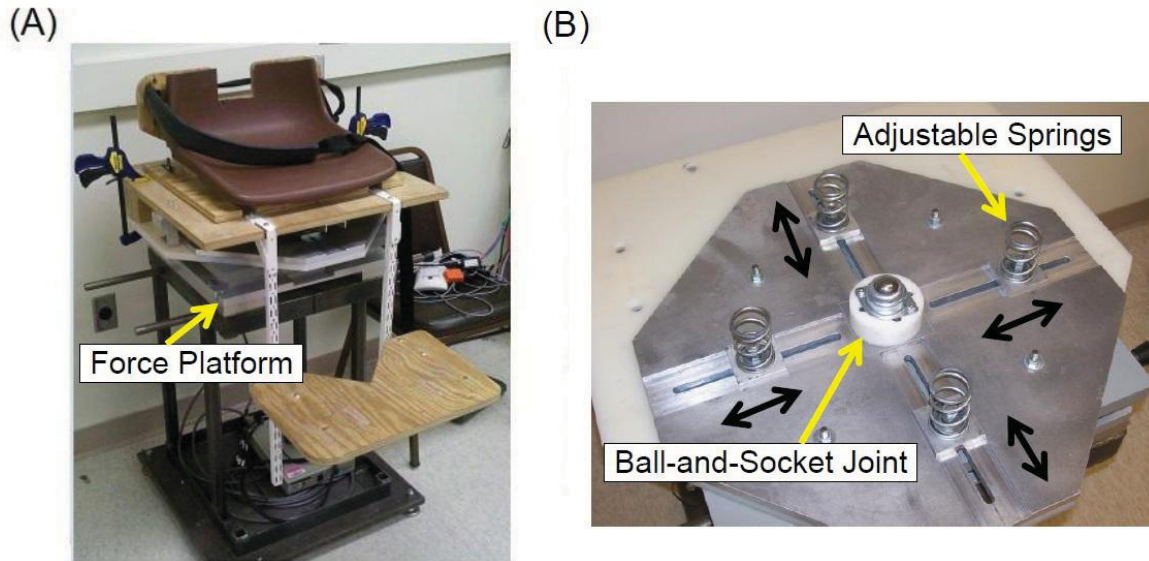 (A)
(B)
Force Platform
Adjustable Springs
Ball-and-Socket Joint